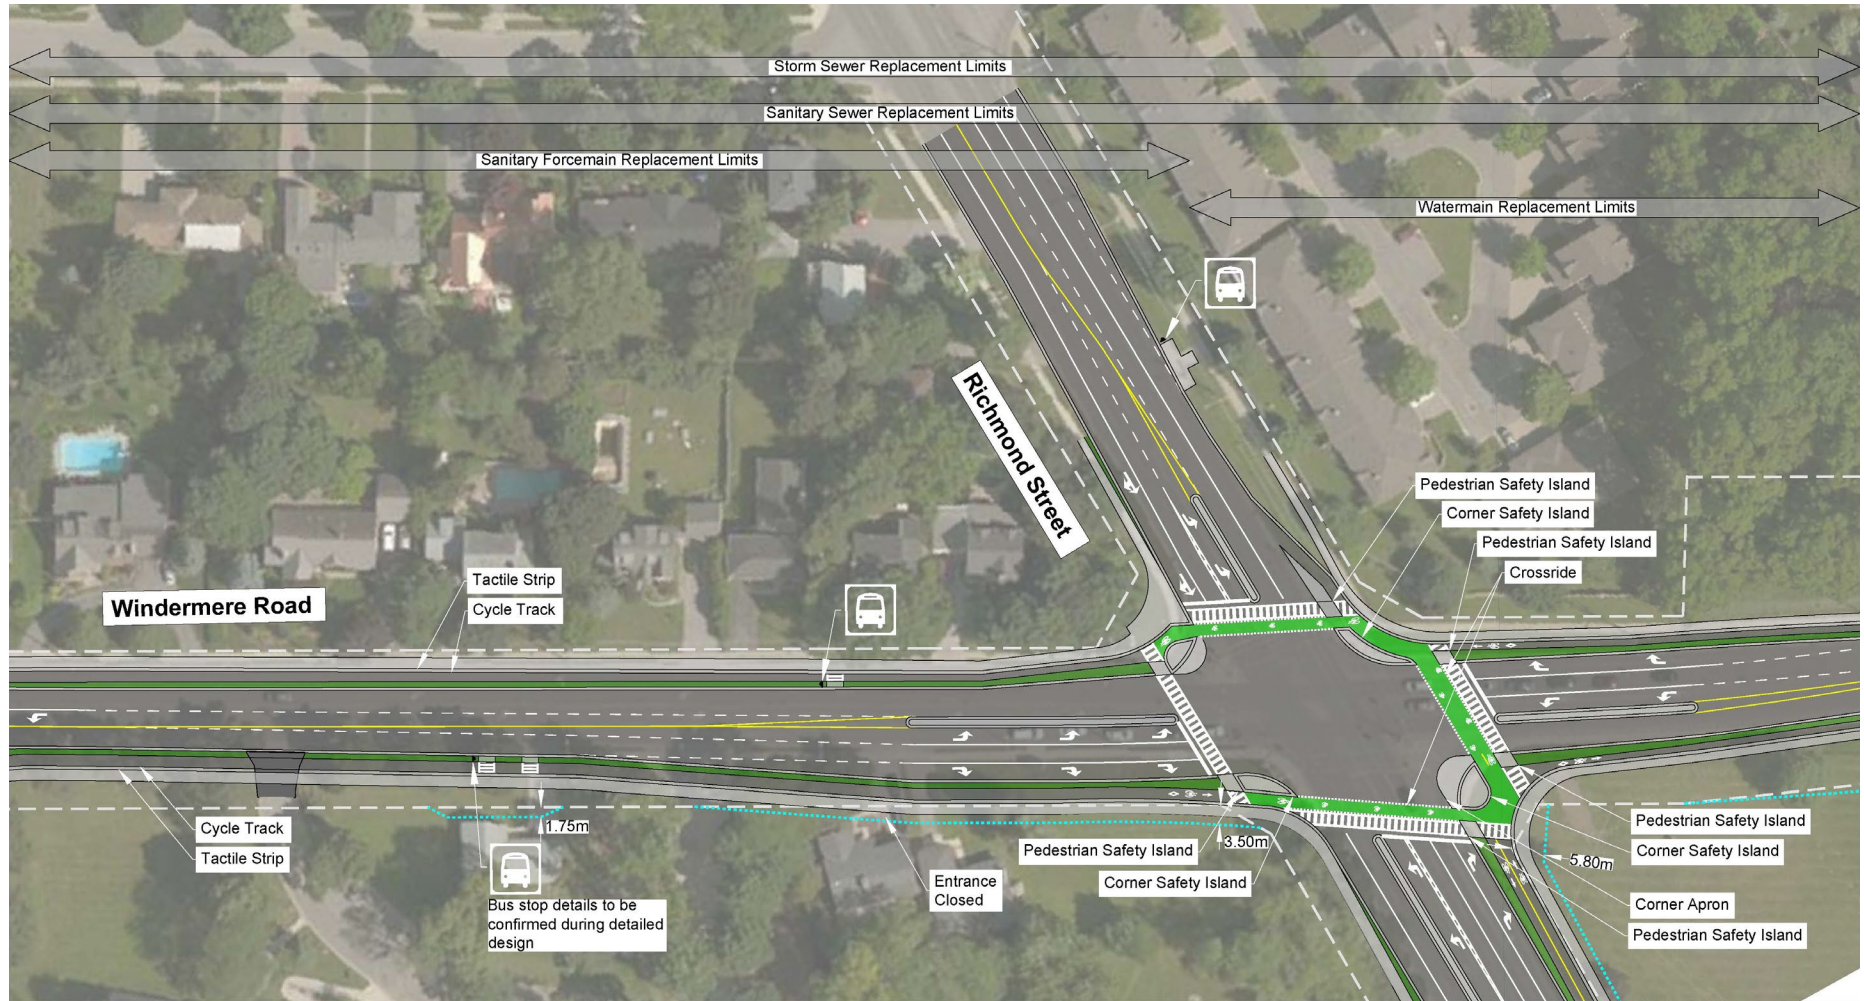 Storm Sewer Replacement Limits
Sanitary Sewer Replacement Limits
Sanitary Forcemain Replacement Limits
Watermain Replacement Limits
Richmond Street
Pedestrian Safety Island
Corner Safety Island
Pedestrian Safety Island
Crossride
Tactile Strip
Windermere Road
Cycle Track
Cycle Track
Tactile Strip
1.75m
Bus stop details to be
confirmed during detailed
design
Entrance
Closed
Pedestrian Safety Island
3.50m
Corner Safety Island
5.80m
Pedestrian Safety Island
Corner Safety Island
Corner Apron
Pedestrian Safety Island